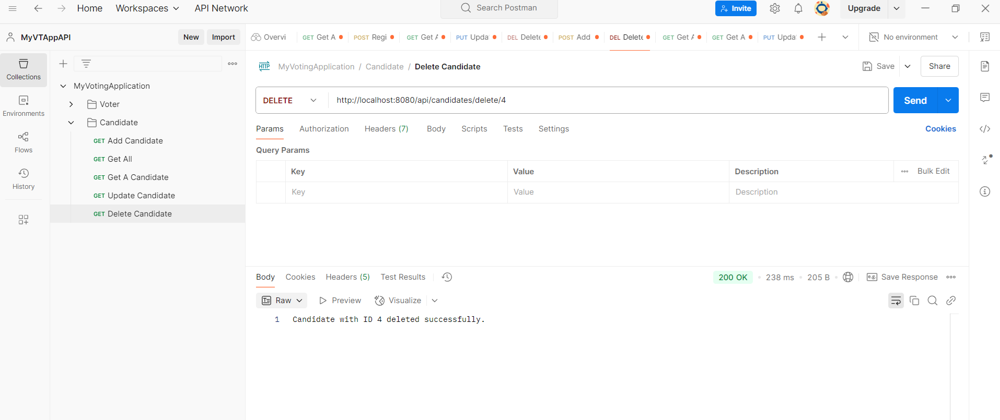 Home Workspaces API Network Search Postman Invite Upgrade
MyVTAppAPI New Import Overvi GET Get A POST Regi GET Get A PUT Upda DEL Delete POST Add DEL Delete GET Get A GET Get A PUT Upda No environment
Collections
Environments
Flows
History
MyVotingApplication
Voter
Candidate
GET Add Candidate
GET Get All
GET Get A Candidate
GET Update Candidate
GET Delete Candidate
HTTP MyVotingApplication / Candidate / Delete Candidate Save Share
DELETE http://localhost:8080/api/candidates/delete/4 Send
Params Authorization Headers (7) Body Scripts Tests Settings Cookies
Query Params
Key Value Description Bulk Edit
Key Value Description
Body Cookies Headers (5) Test Results 200 OK 238 ms 205 B e.g. Save Response
Raw Preview Visualize
1 Candidate with ID 4 deleted successfully.